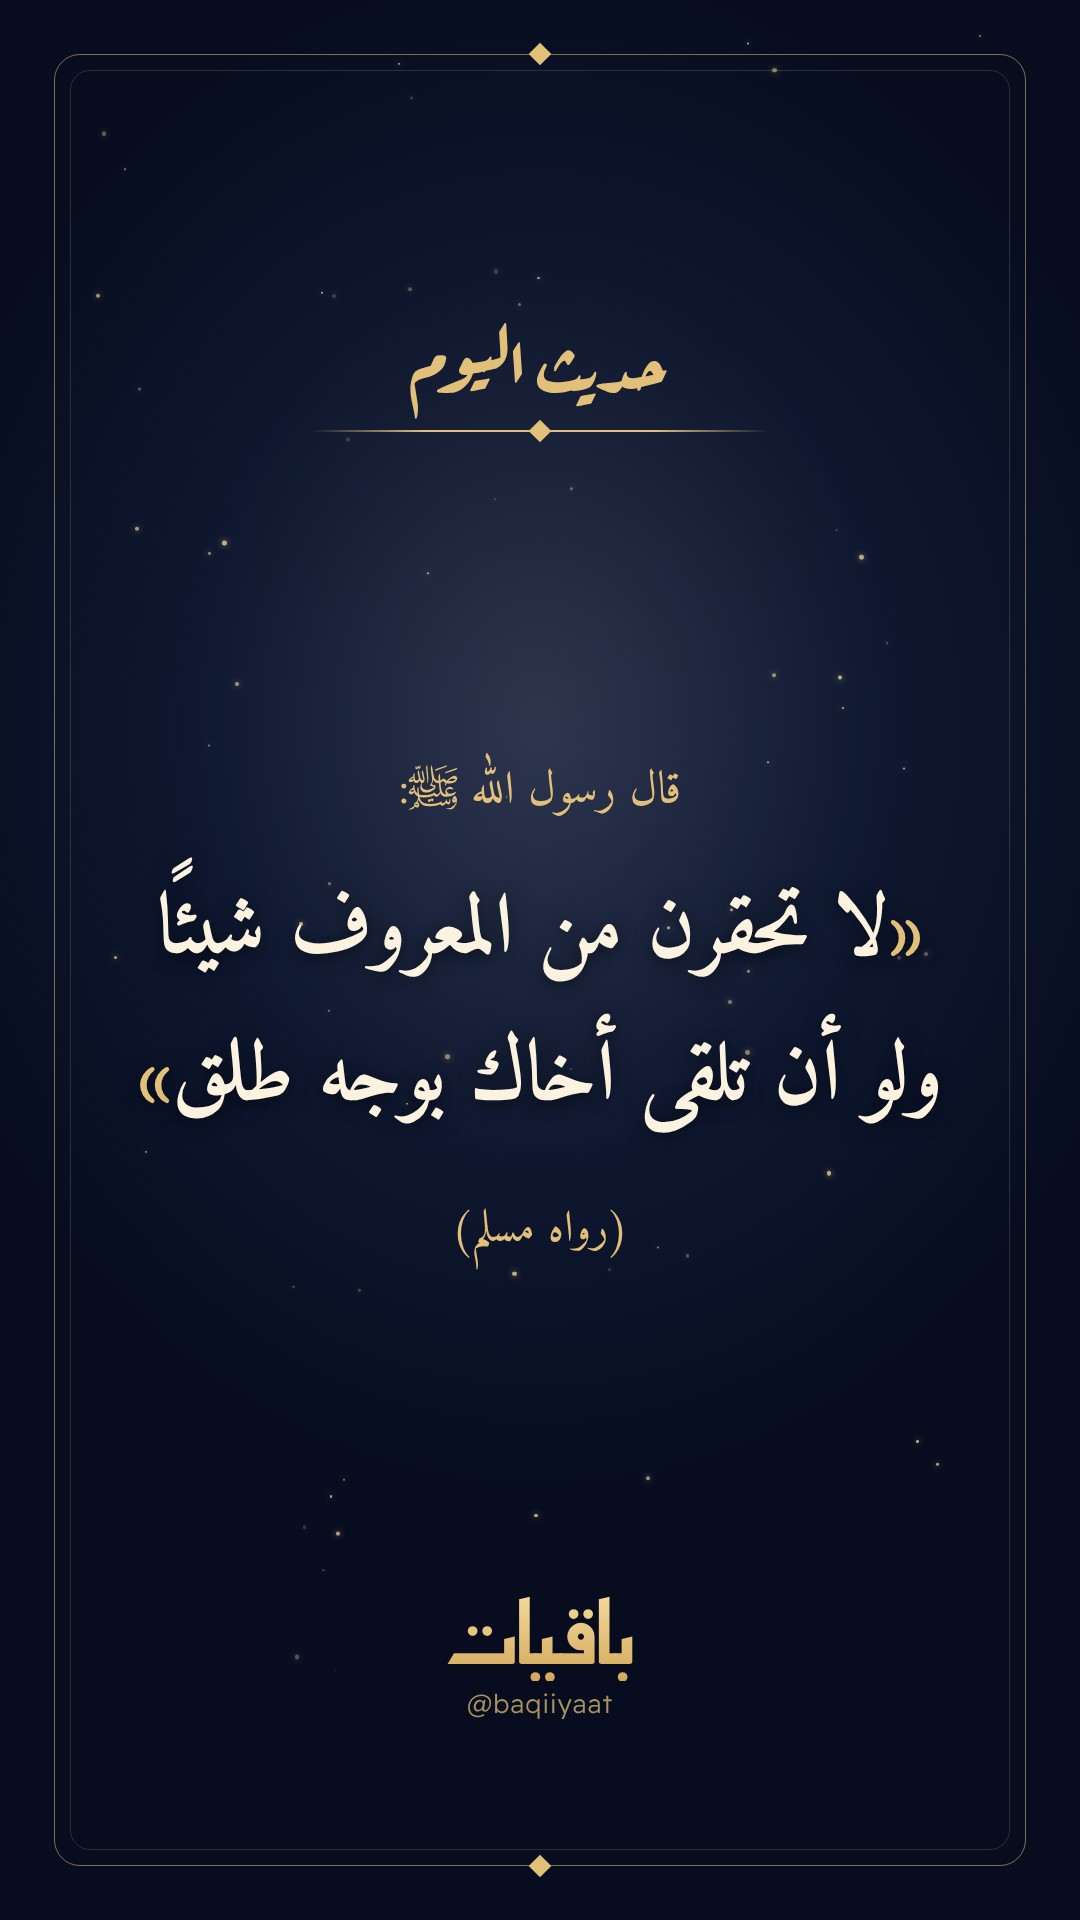 حديث اليوم
قال رسول الله ﷺ:
«لا تحقرن من المعروف شيئًا
ولو أن تلقى أخاك بوجه طلق»
(رواه مسلم)
باقيات
@baqiiyaat